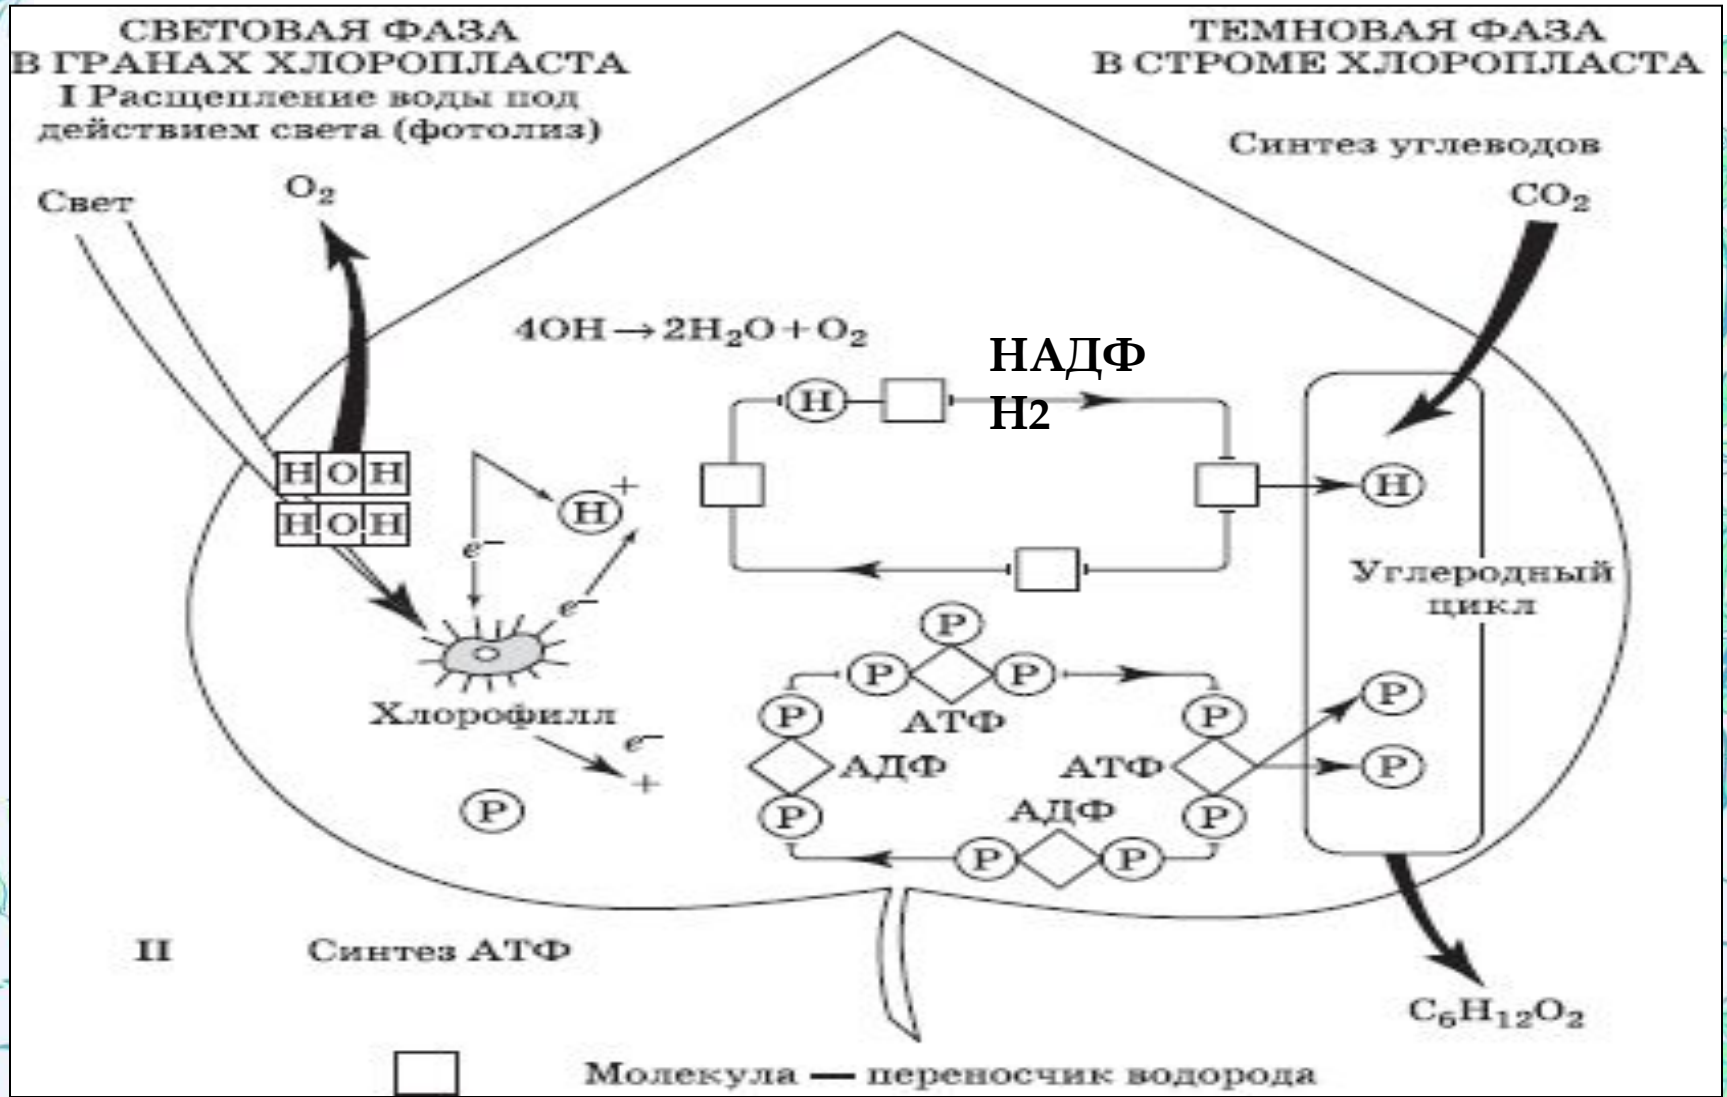 СВЕТОВАЯ ФАЗА
В ГРАНАХ ХЛОРОПЛАСТА
I Расщепление воды под
действием света (фотолиз)
ТЕМНОВАЯ ФАЗА
В СТРОМЕ ХЛОРОПЛАСТА
Синтез углеводов
Свет
O₂
CO₂
4OH → 2H₂O + O₂
НАДФ
Н2
H
H O H
H O H
H +
e−
e−
H
Углеродный
цикл
Хлорофилл
e−
+
P
P
P P
АТФ
P
АДФ
P
P
АТФ
P
АДФ
P P
P
P
II Синтез АТФ
C₆H₁₂O₂
Молекула — переносчик водорода